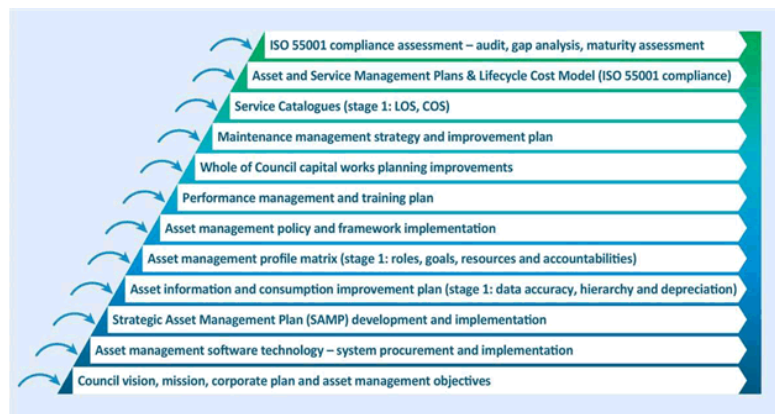 ISO 55001 compliance assessment – audit, gap analysis, maturity assessment
Asset and Service Management Plans & Lifecycle Cost Model (ISO 55001 compliance)
Service Catalogues (stage 1: LOS, COS)
Maintenance management strategy and improvement plan
Whole of Council capital works planning improvements
Performance management and training plan
Asset management policy and framework implementation
Asset management profile matrix (stage 1: roles, goals, resources and accountabilities)
Asset information and consumption improvement plan (stage 1: data accuracy, hierarchy and depreciation)
Strategic Asset Management Plan (SAMP) development and implementation
Asset management software technology – system procurement and implementation
Council vision, mission, corporate plan and asset management objectives